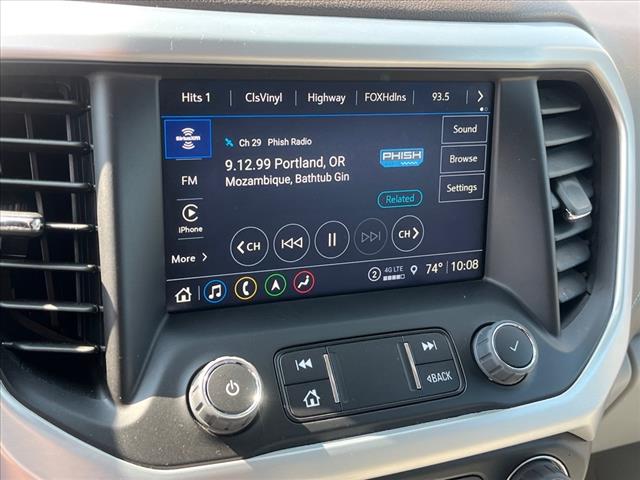 Hits 1 ClsVinyl Highway FOXHdlns 93.5
SiriusXM
Ch 29 Phish Radio
9.12.99 Portland, OR
Mozambique, Bathtub Gin
PHISH
Sound
Browse
Settings
FM
iPhone
Related
More
CH
CH
2 4G LTE 74° 10:08
BACK